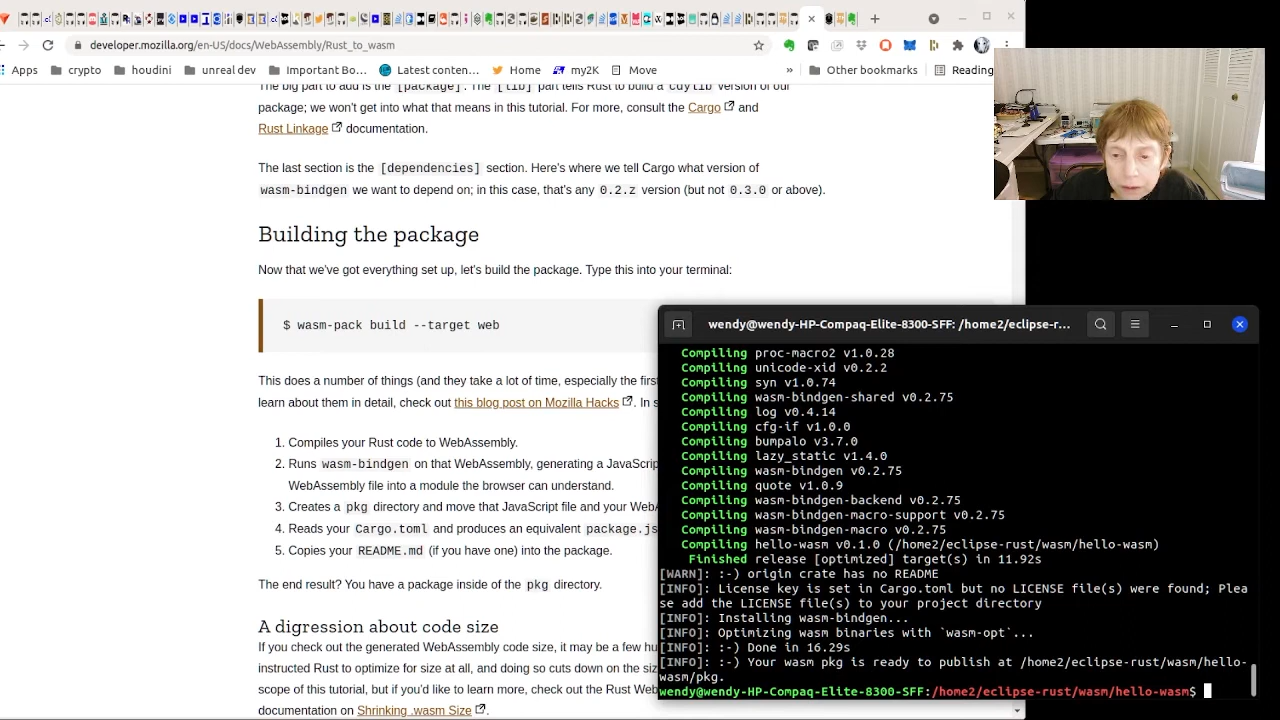 developer.mozilla.org/en-US/docs/WebAssembly/Rust_to_wasm
Apps crypto houdini unreal dev Important Bo... Latest conten... Home my2K Move » Other bookmarks Reading
The big part to add is the [package]. The [lib] part tells Rust to build a cdylib version of our
package; we won't get into what that means in this tutorial. For more, consult the Cargo and
Rust Linkage documentation.
The last section is the [dependencies] section. Here's where we tell Cargo what version of
wasm-bindgen we want to depend on; in this case, that's any 0.2.z version (but not 0.3.0 or above).
Building the package
Now that we've got everything set up, let's build the package. Type this into your terminal:
$ wasm-pack build --target web
This does a number of things (and they take a lot of time, especially the firs
learn about them in detail, check out this blog post on Mozilla Hacks. In s
1. Compiles your Rust code to WebAssembly.
2. Runs wasm-bindgen on that WebAssembly, generating a JavaScrip
WebAssembly file into a module the browser can understand.
3. Creates a pkg directory and move that JavaScript file and your WebA
4. Reads your Cargo.toml and produces an equivalent package.js
5. Copies your README.md (if you have one) into the package.
The end result? You have a package inside of the pkg directory.
A digression about code size
If you check out the generated WebAssembly code size, it may be a few hu
instructed Rust to optimize for size at all, and doing so cuts down on the siz
scope of this tutorial, but if you'd like to learn more, check out the Rust Web
documentation on Shrinking .wasm Size.
wendy@wendy-HP-Compaq-Elite-8300-SFF: /home2/eclipse-r...
Compiling proc-macro2 v1.0.28
Compiling unicode-xid v0.2.2
Compiling syn v1.0.74
Compiling wasm-bindgen-shared v0.2.75
Compiling log v0.4.14
Compiling cfg-if v1.0.0
Compiling bumpalo v3.7.0
Compiling lazy_static v1.4.0
Compiling wasm-bindgen v0.2.75
Compiling quote v1.0.9
Compiling wasm-bindgen-backend v0.2.75
Compiling wasm-bindgen-macro-support v0.2.75
Compiling wasm-bindgen-macro v0.2.75
Compiling hello-wasm v0.1.0 (/home2/eclipse-rust/wasm/hello-wasm)
Finished release [optimized] target(s) in 11.92s
[WARN]: :-) origin crate has no README
[INFO]: License key is set in Cargo.toml but no LICENSE file(s) were found; Plea
se add the LICENSE file(s) to your project directory
[INFO]: Installing wasm-bindgen...
[INFO]: Optimizing wasm binaries with `wasm-opt`...
[INFO]: :-) Done in 16.29s
[INFO]: :-) Your wasm pkg is ready to publish at /home2/eclipse-rust/wasm/hello-
wasm/pkg.
wendy@wendy-HP-Compaq-Elite-8300-SFF:/home2/eclipse-rust/wasm/hello-wasm$